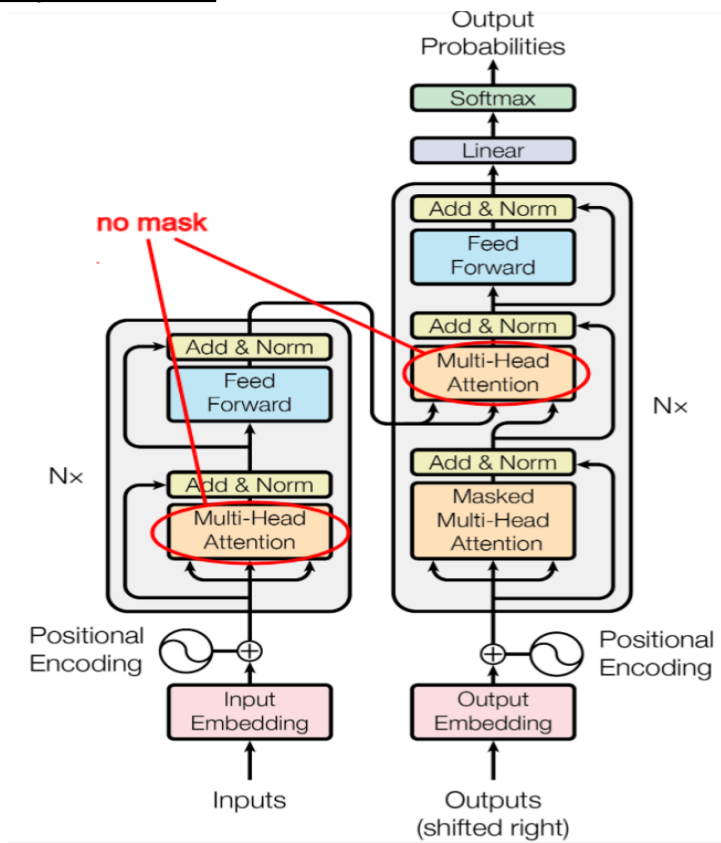 Output
Probabilities
Softmax
Linear
Add & Norm
Feed
Forward
Add & Norm
Multi-Head
Attention
Nx
Add & Norm
Masked
Multi-Head
Attention
no mask
Add & Norm
Feed
Forward
Nx
Add & Norm
Multi-Head
Attention
Positional
Encoding
Positional
Encoding
Input
Embedding
Output
Embedding
Inputs
Outputs
(shifted right)